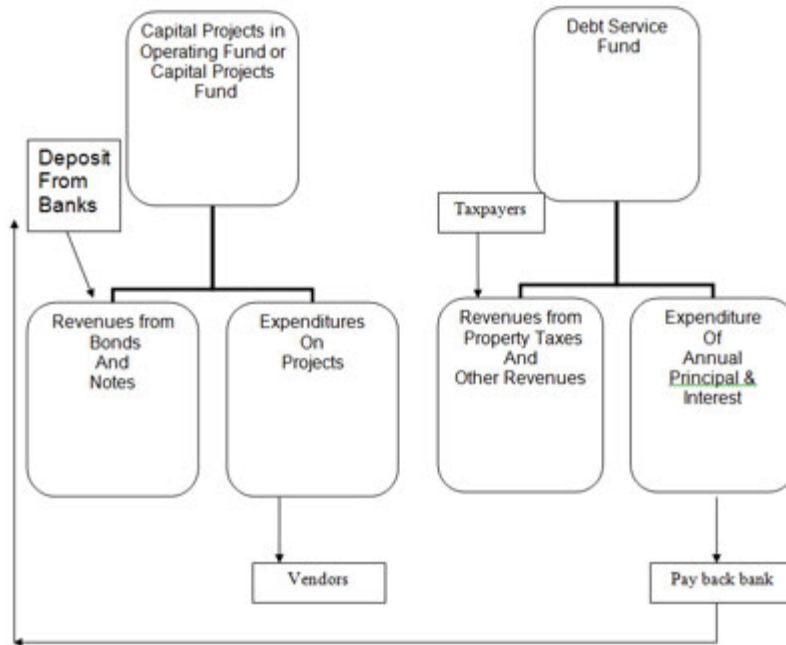 Capital Projects in
Operating Fund or
Capital Projects
Fund
Debt Service
Fund
Deposit
From
Banks
Taxpayers
Revenues from
Bonds
And
Notes
Expenditures
On
Projects
Revenues from
Property Taxes
And
Other Revenues
Expenditure
Of
Annual
Principal &
Interest
Vendors
Pay back bank